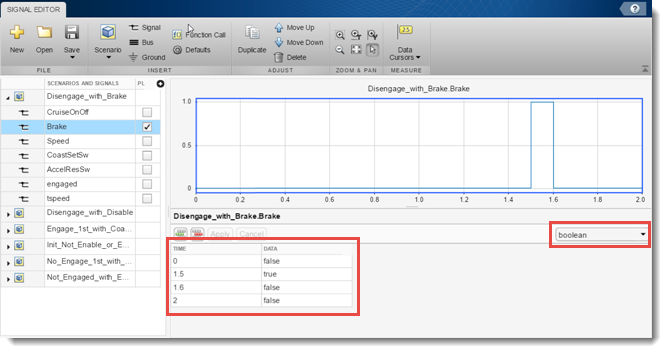 SIGNAL EDITOR
?
New
Open
Save
Scenario
Signal
Bus
Ground
Function Call
Defaults
Duplicate
Move Up
Move Down
Delete
Data
Cursors
FILE
INSERT
ADJUST
ZOOM & PAN
MEASURE
SCENARIOS AND SIGNALS PL
Disengage_with_Brake
CruiseOnOff
Brake
Speed
CoastSetSw
AccelResSw
engaged
tspeed
Disengage_with_Disable
Engage_1st_with_Coa...
Init_Not_Enable_or_E...
No_Engage_1st_with_...
Not_Engaged_with_E...
Disengage_with_Brake.Brake
1.0
0.5
0
0 0.2 0.4 0.6 0.8 1.0 1.2 1.4 1.6 1.8 2.0
Disengage_with_Brake.Brake
Apply Cancel
boolean
TIME DATA
0 false
1.5 true
1.6 false
2 false